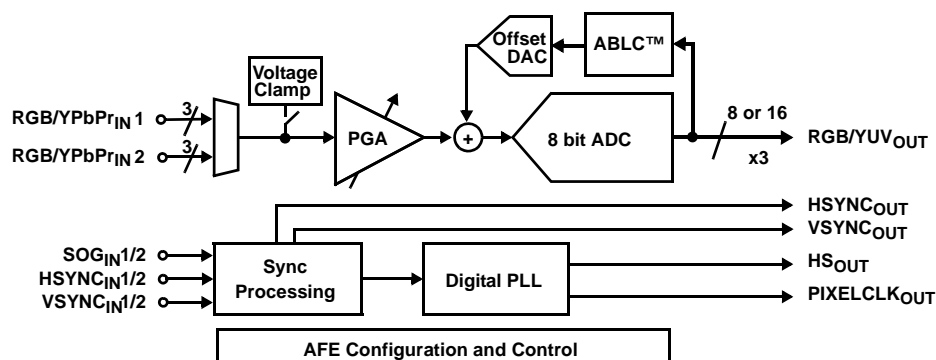 Offset
DAC
ABLC™
Voltage
Clamp
RGB/YPbPrIN 1
3
8 or 16
PGA
+
8 bit ADC
RGB/YUVOUT
RGB/YPbPrIN 2
3
x3
HSYNCOUT
VSYNCOUT
SOGIN1/2
HSYNCIN1/2
VSYNCIN1/2
Sync
Processing
Digital PLL
HSOUT
PIXELCLKOUT
AFE Configuration and Control